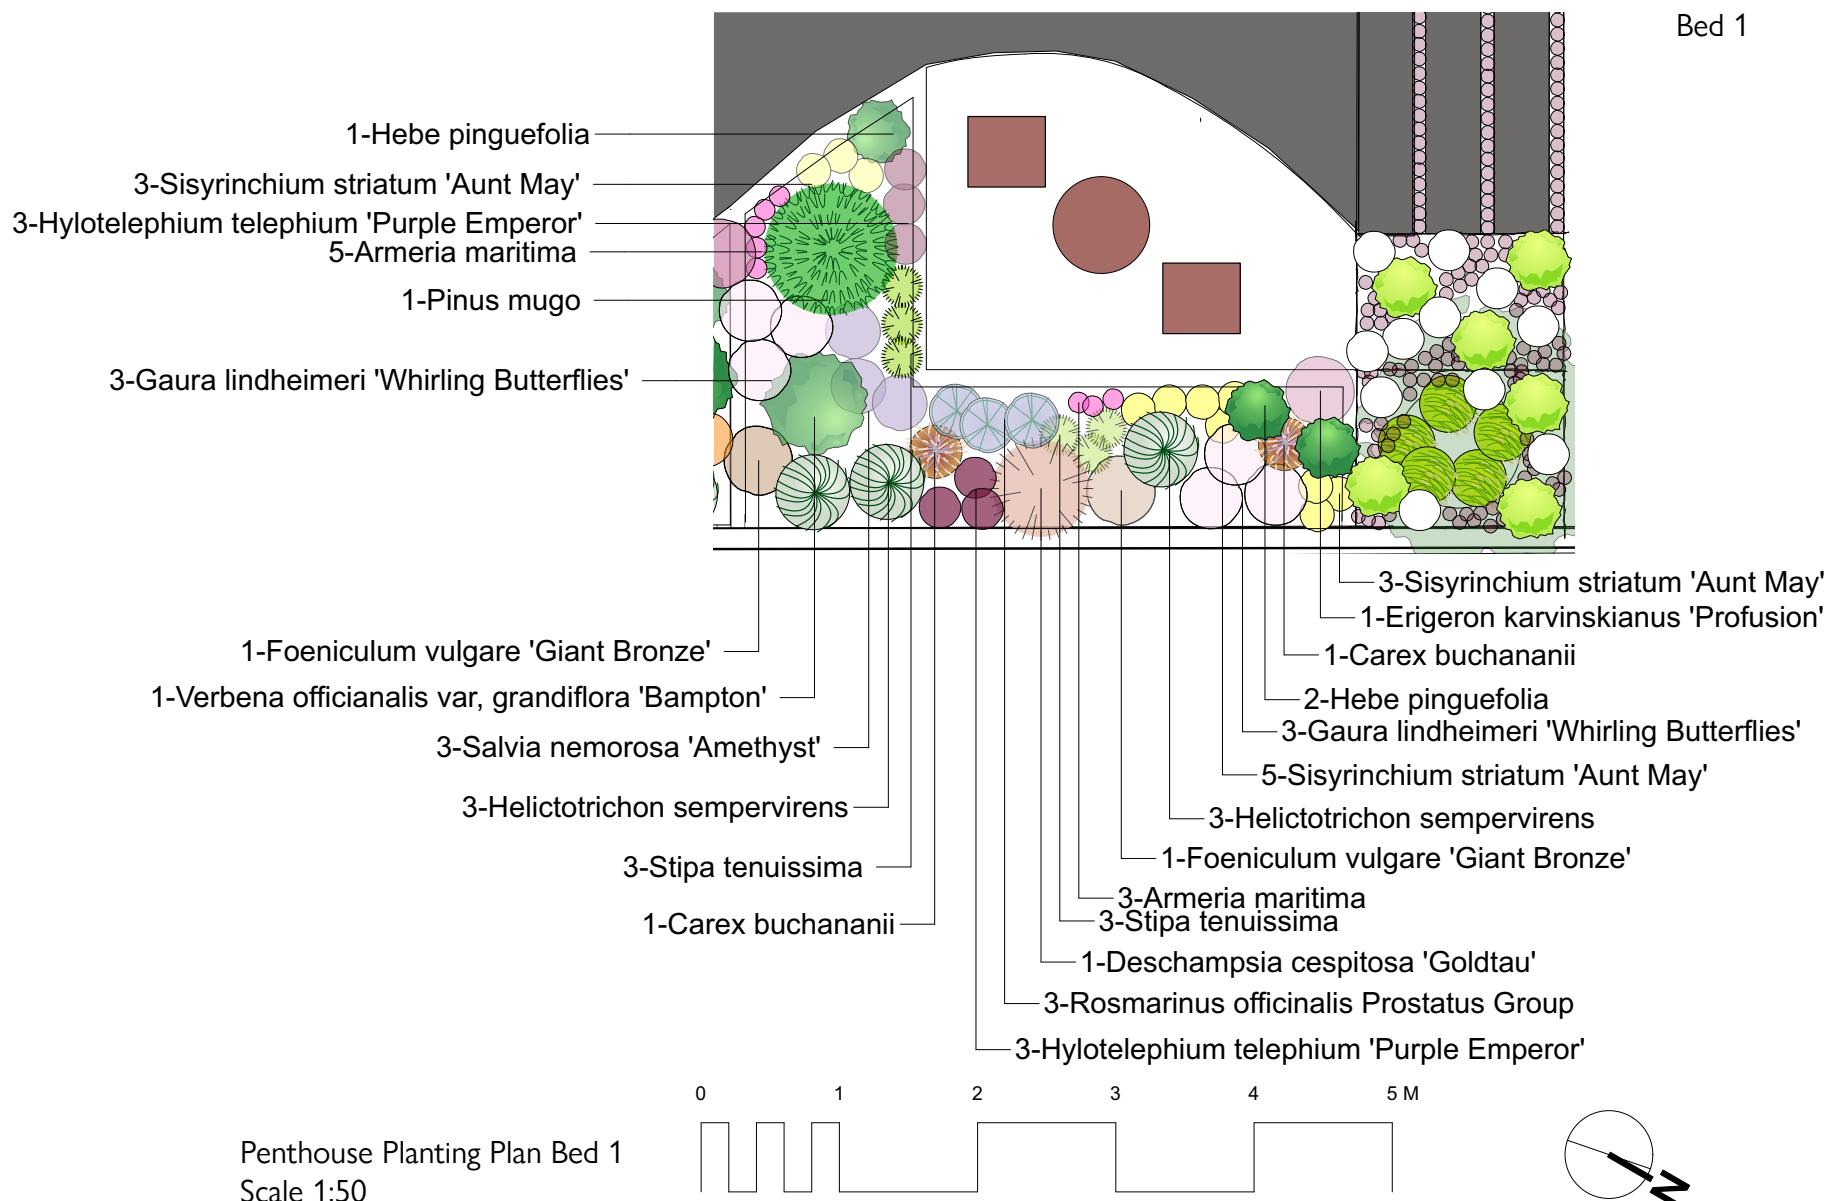 Bed 1
1-Hebe pinguefolia
3-Sisyrinchium striatum 'Aunt May'
3-Hylotelephium telephium 'Purple Emperor'
5-Armeria maritima
1-Pinus mugo
3-Gaura lindheimeri 'Whirling Butterflies'
1-Foeniculum vulgare 'Giant Bronze'
1-Verbena officianalis var, grandiflora 'Bampton'
3-Salvia nemorosa 'Amethyst'
3-Helictotrichon sempervirens
3-Stipa tenuissima
1-Carex buchananii
3-Sisyrinchium striatum 'Aunt May'
1-Erigeron karvinskianus 'Profusion'
1-Carex buchananii
2-Hebe pinguefolia
3-Gaura lindheimeri 'Whirling Butterflies'
5-Sisyrinchium striatum 'Aunt May'
3-Helictotrichon sempervirens
1-Foeniculum vulgare 'Giant Bronze'
3-Armeria maritima
3-Stipa tenuissima
1-Deschampsia cespitosa 'Goldtau'
3-Rosmarinus officinalis Prostatus Group
3-Hylotelephium telephium 'Purple Emperor'
0 1 2 3 4 5 M
Penthouse Planting Plan Bed 1
Scale 1:50
N